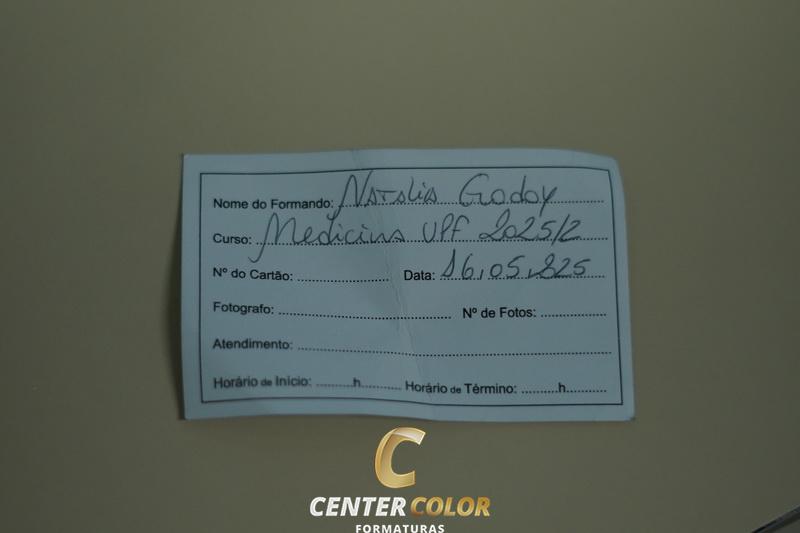 Nome do Formando: Natalia Godoy
Curso: Medicina UPF 2025/2
Nº do Cartão: .................... Data: 16.05.2025
Fotografo: .................... Nº de Fotos: ....................
Atendimento: ....................
Horário de Início: ..........h.......... Horário de Término: ..........h..........
C
CENTER COLOR
FORMATURAS